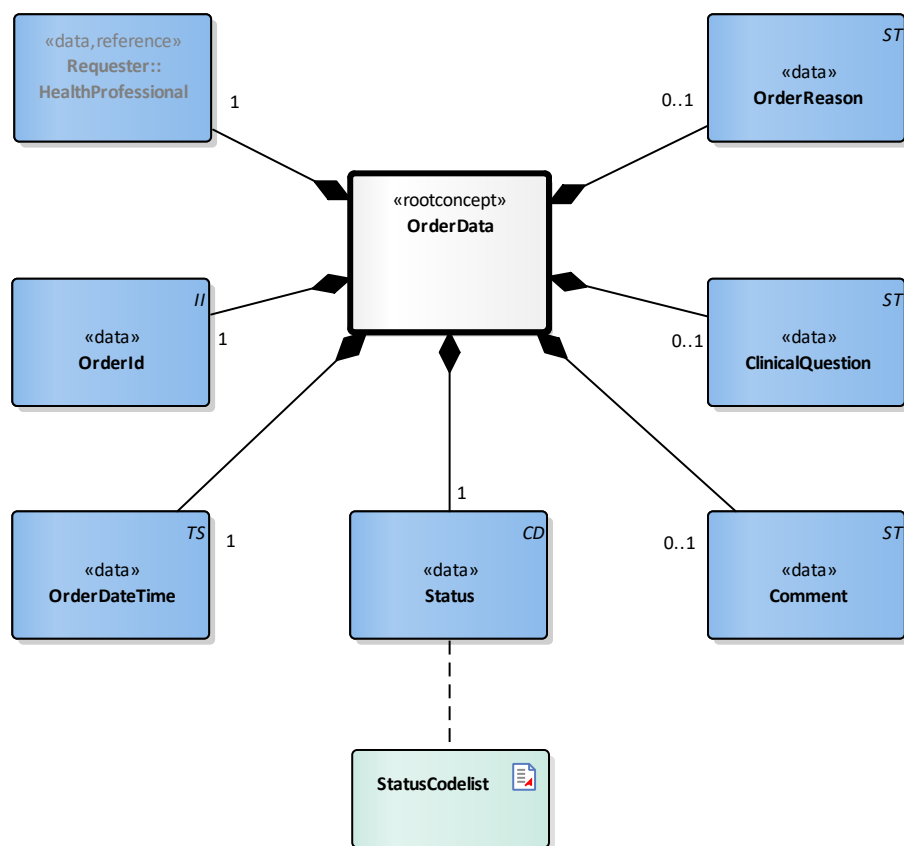 «data,reference»
Requester::
HealthProfessional
1
ST
«data»
OrderReason
0..1
«rootconcept»
OrderData
II
«data»
OrderId
1
ST
«data»
ClinicalQuestion
0..1
TS
«data»
OrderDateTime
1
CD
«data»
Status
1
ST
«data»
Comment
0..1
StatusCodelist